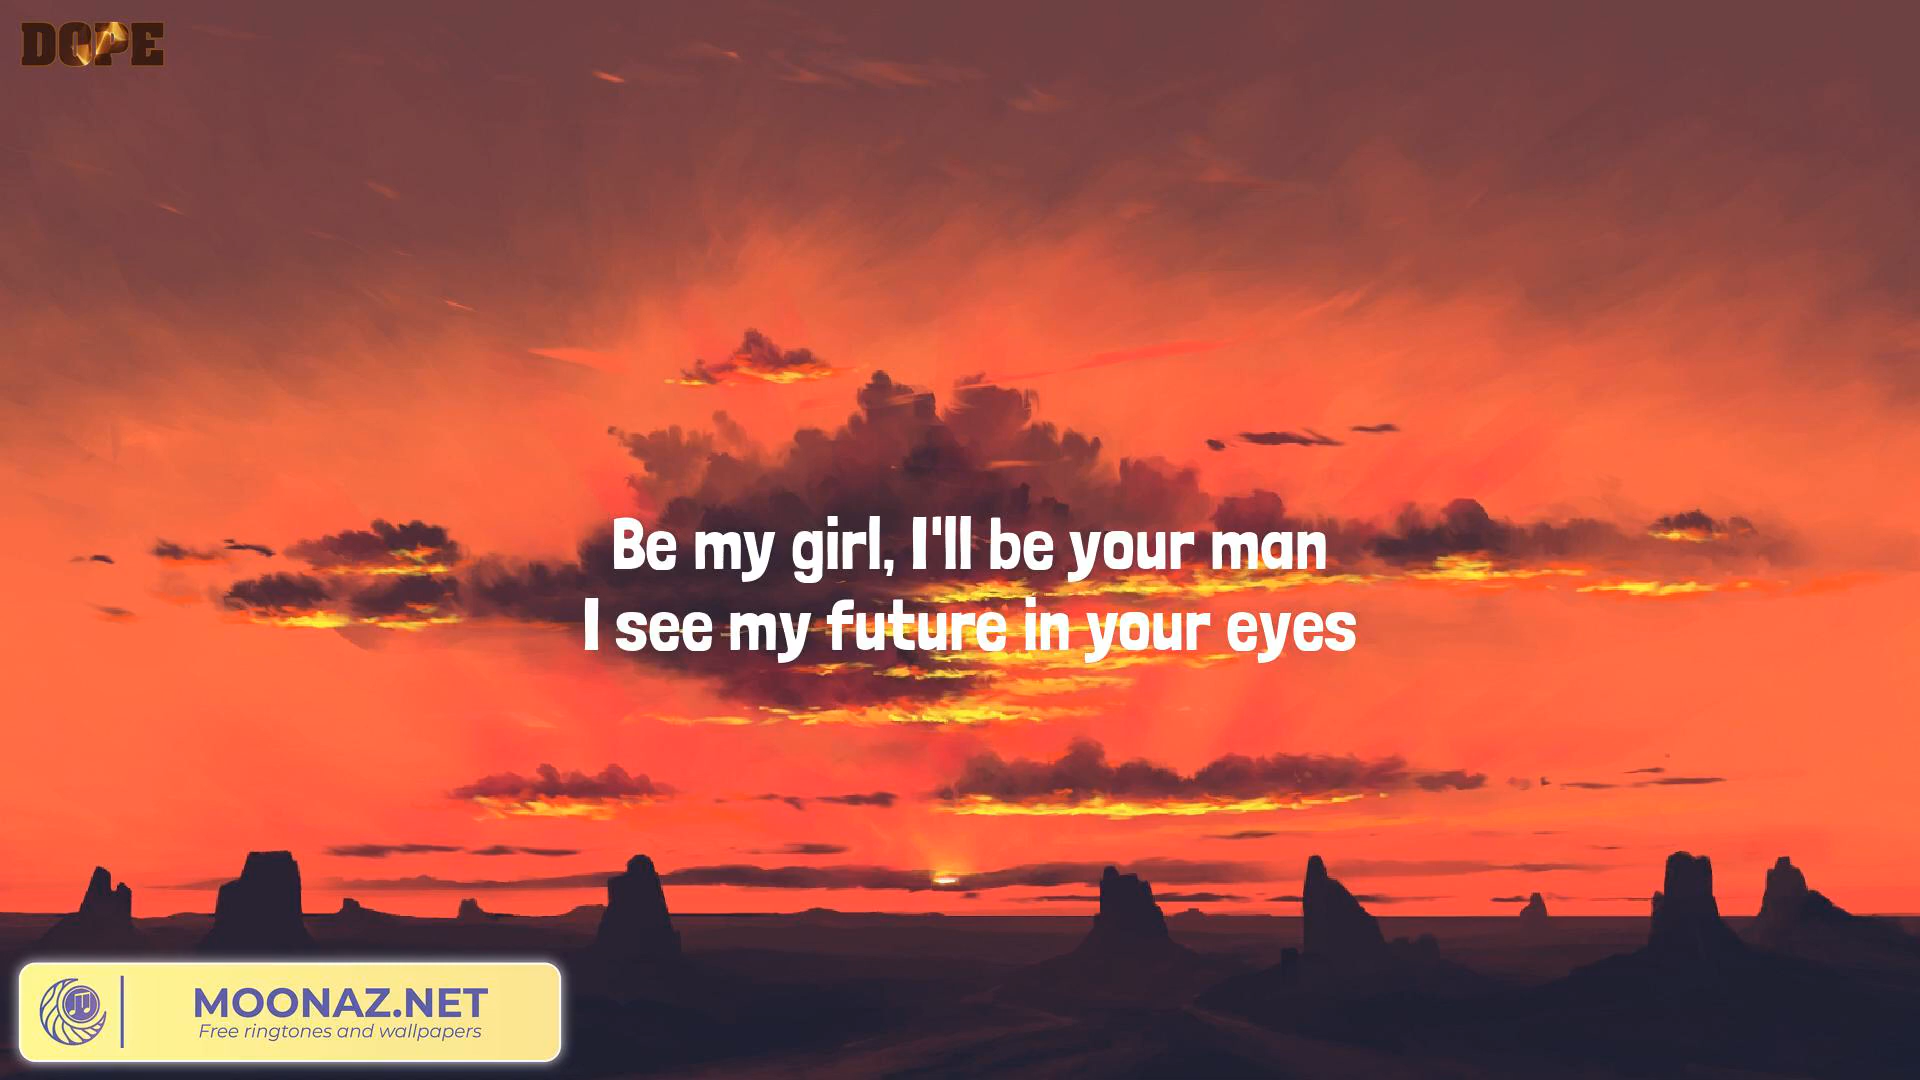 DOPE
Be my girl, I'll be your man
I see my future in your eyes
MOONAZ.NET
Free ringtones and wallpapers